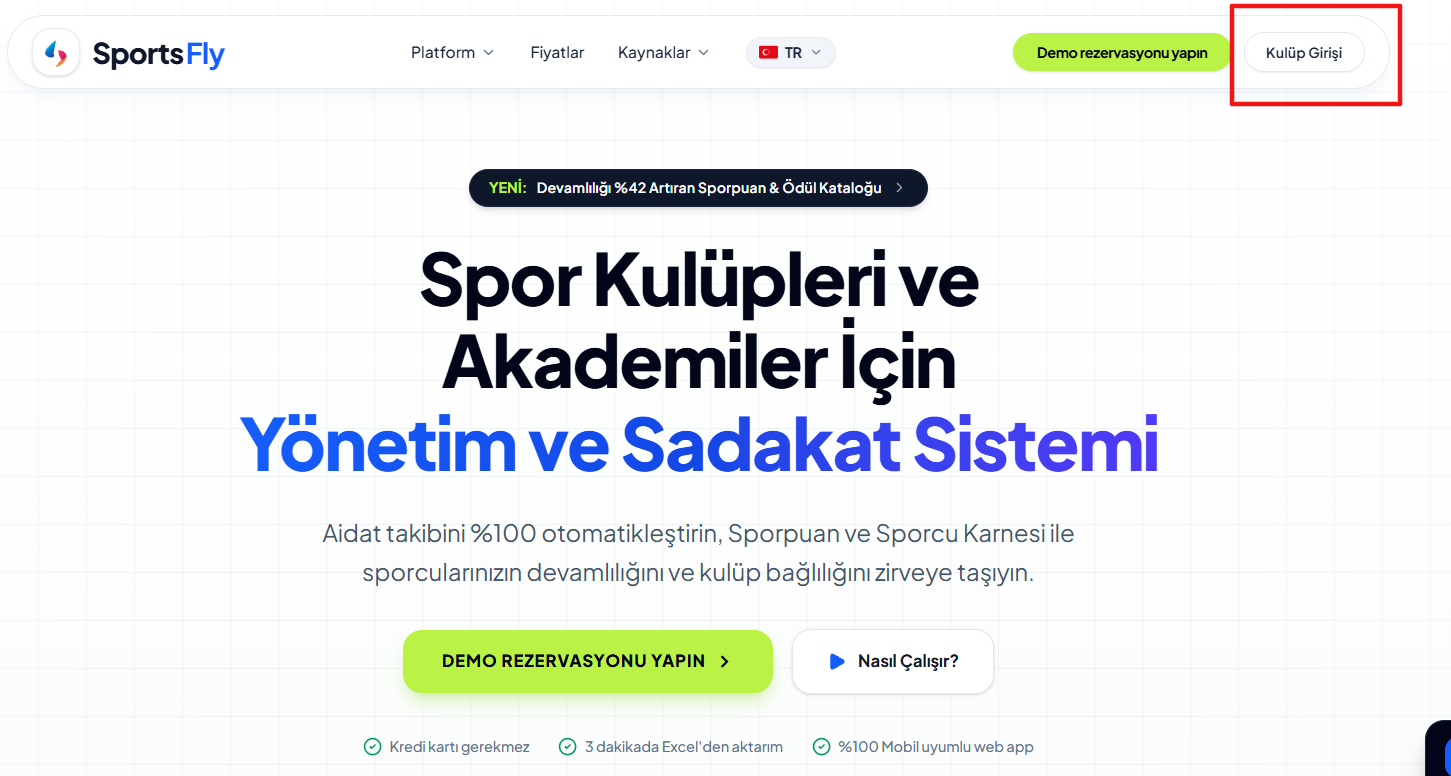 SportsFly
Platform
Fiyatlar
Kaynaklar
TR
Demo rezervasyonu yapın
Kulüp Girişi
YENİ: Devamlılığı %42 Artıran Sporpuan & Ödül Kataloğu
Spor Kulüpleri ve
Akademiler İçin
Yönetim ve Sadakat Sistemi
Aidat takibini %100 otomatikleştirin, Sporpuan ve Sporcu Karnesi ile
sporcularınızın devamlılığını ve kulüp bağlılığını zirveye taşıyın.
DEMO REZERVASYONU YAPIN
Nasıl Çalışır?
Kredi kartı gerekmez
3 dakikada Excel'den aktarım
%100 Mobil uyumlu web app